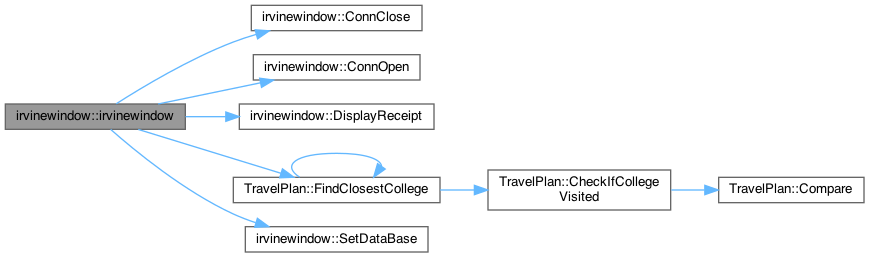 irvinewindow::ConnClose
irvinewindow::ConnOpen
irvinewindow::irvinewindow
irvinewindow::DisplayReceipt
TravelPlan::FindClosestCollege
TravelPlan::CheckIfCollege
Visited
TravelPlan::Compare
irvinewindow::SetDataBase